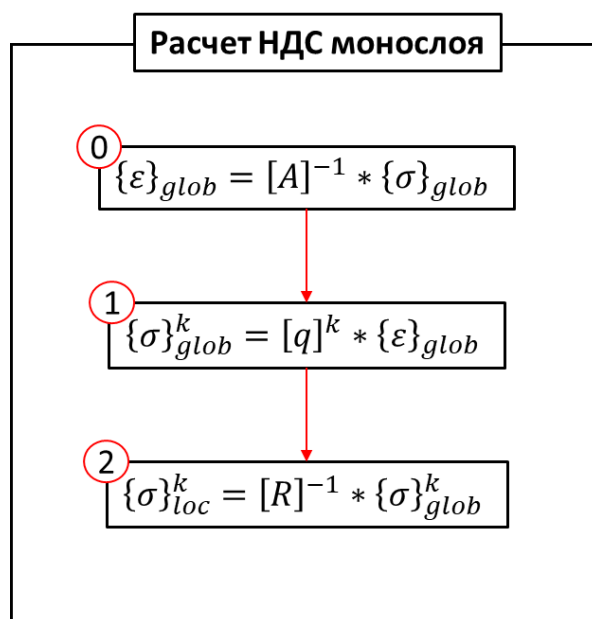 Расчет НДС монослоя
0
{ε}_{glob} = [A]^{-1} * {σ}_{glob}
1
{σ}^{k}_{glob} = [q]^{k} * {ε}_{glob}
2
{σ}^{k}_{loc} = [R]^{-1} * {σ}^{k}_{glob}